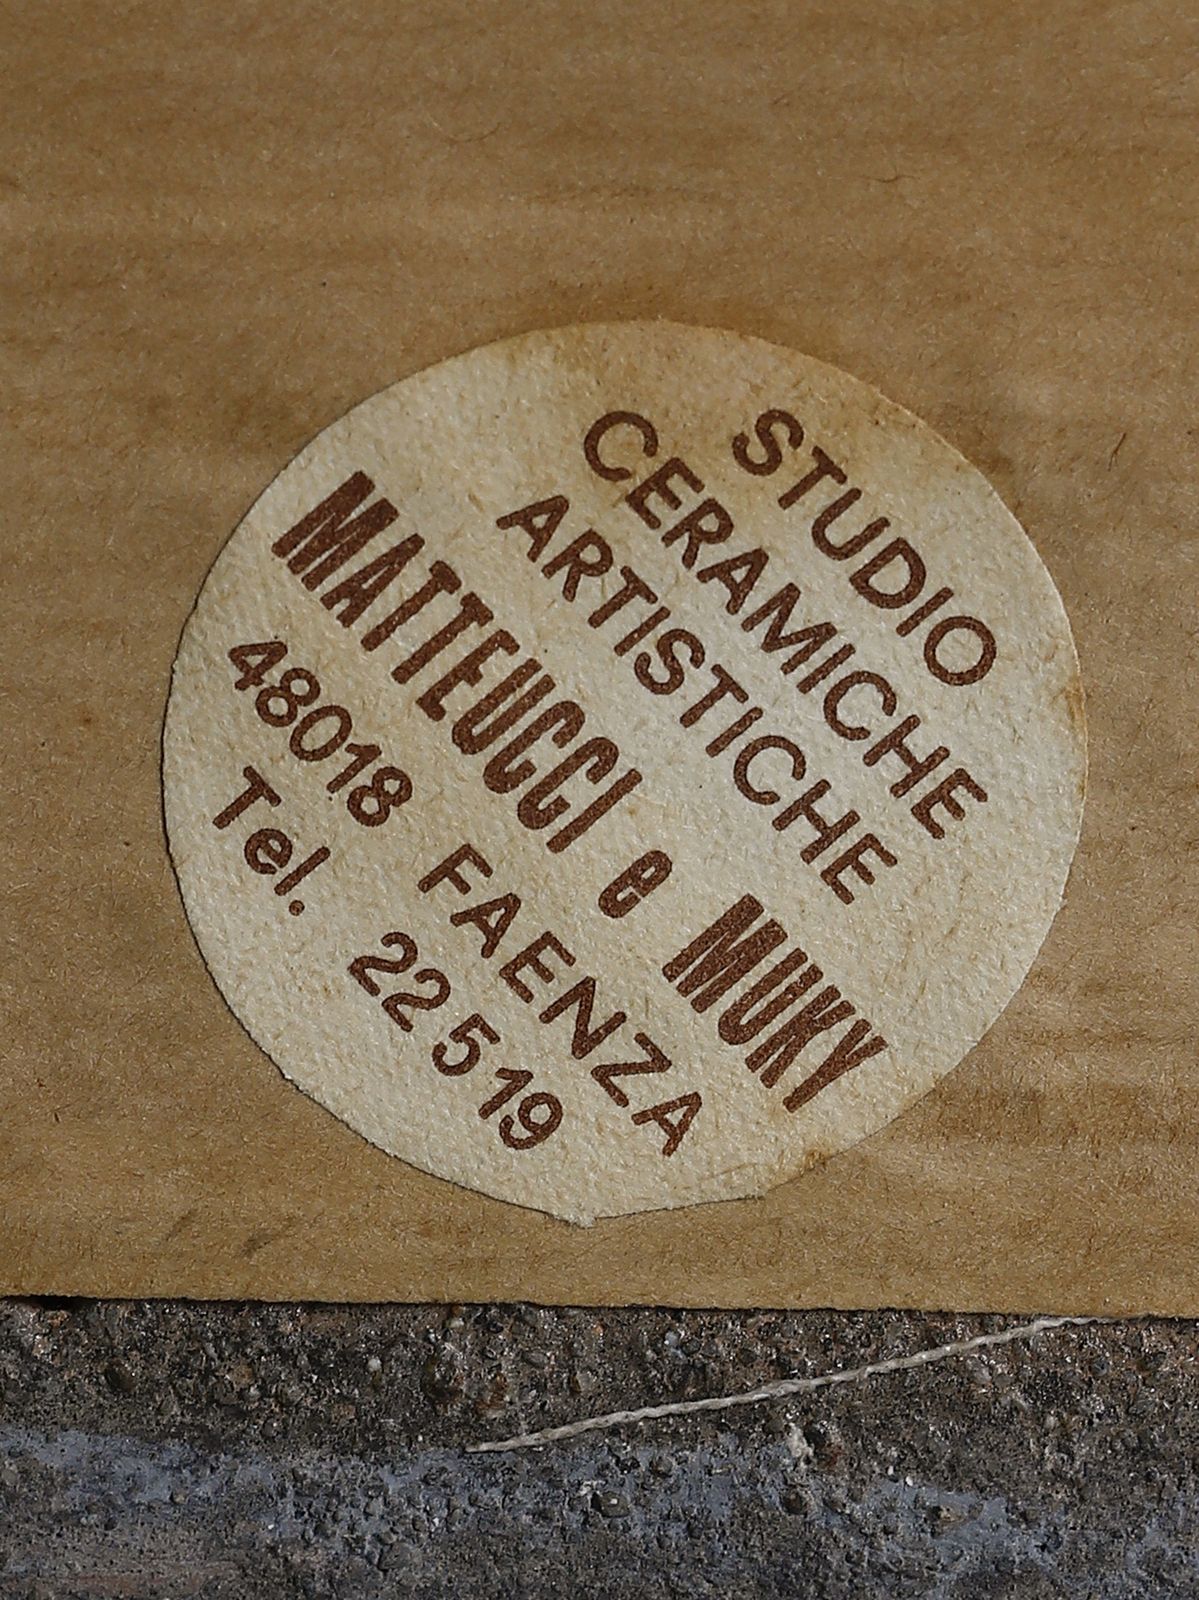 STUDIO
CERAMICHE
ARTISTICHE
MATTEUCCI e MUKY
48018 FAENZA
Tel. 22519